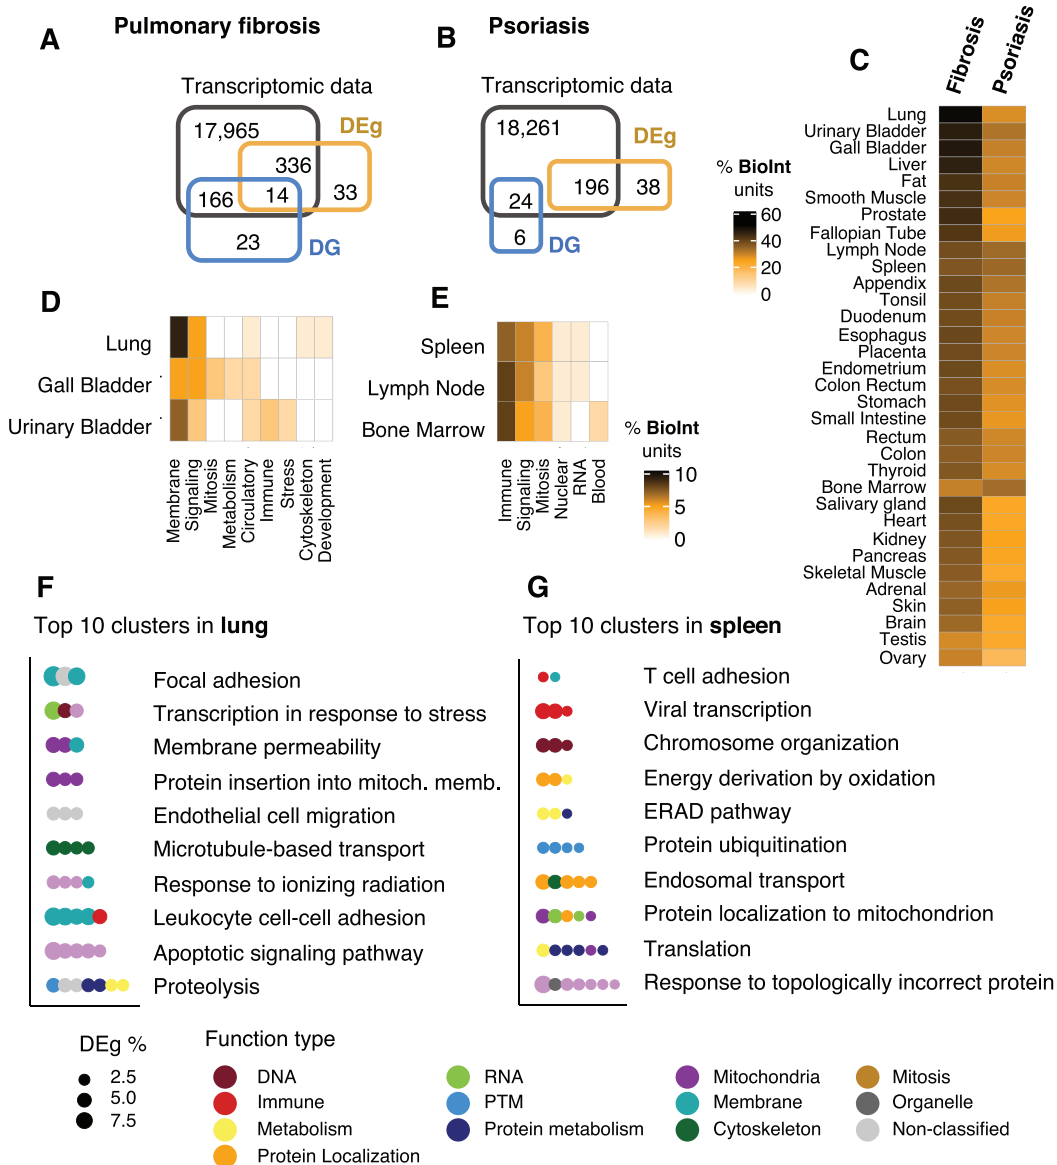 A
Pulmonary fibrosis
Transcriptomic data
17,965
DEg
336
166
14
33
23
DG
B
Psoriasis
Transcriptomic data
18,261
DEg
196
38
24
6
DG
C
Fibrosis
Psoriasis
% BioInt
units
60
40
20
0
Lung
Urinary Bladder
Gall Bladder
Liver
Fat
Smooth Muscle
Prostate
Fallopian Tube
Lymph Node
Spleen
Appendix
Tonsil
Duodenum
Esophagus
Placenta
Endometrium
Colon Rectum
Stomach
Small Intestine
Rectum
Colon
Thyroid
Bone Marrow
Salivary gland
Heart
Kidney
Pancreas
Skeletal Muscle
Adrenal
Skin
Brain
Testis
Ovary
D
Lung
Gall Bladder
Urinary Bladder
Membrane
Signaling
Mitosis
Metabolism
Circulatory
Immune
Stress
Cytoskeleton
Development
E
Spleen
Lymph Node
Bone Marrow
Immune
Signaling
Mitosis
Nuclear
RNA
Blood
% BioInt
units
10
5
0
F
Top 10 clusters in lung
Focal adhesion
Transcription in response to stress
Membrane permeability
Protein insertion into mitoch. memb.
Endothelial cell migration
Microtubule-based transport
Response to ionizing radiation
Leukocyte cell-cell adhesion
Apoptotic signaling pathway
Proteolysis
G
Top 10 clusters in spleen
T cell adhesion
Viral transcription
Chromosome organization
Energy derivation by oxidation
ERAD pathway
Protein ubiquitination
Endosomal transport
Protein localization to mitochondrion
Translation
Response to topologically incorrect protein
DEg %
2.5
5.0
7.5
Function type
DNA
Immune
Metabolism
Protein Localization
RNA
PTM
Protein metabolism
Mitochondria
Membrane
Cytoskeleton
Mitosis
Organelle
Non-classified